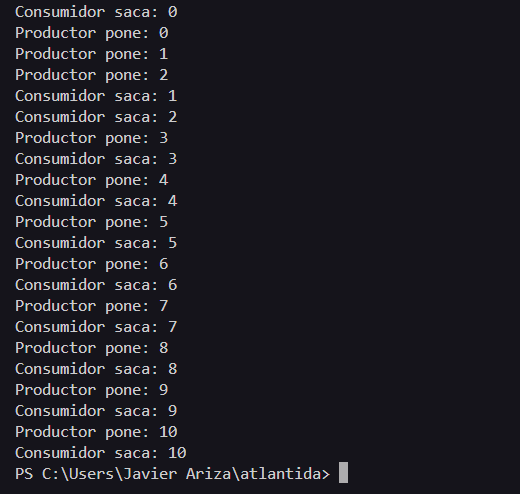 Consumidor saca: 0
Productor pone: 0
Productor pone: 1
Productor pone: 2
Consumidor saca: 1
Consumidor saca: 2
Productor pone: 3
Consumidor saca: 3
Productor pone: 4
Consumidor saca: 4
Productor pone: 5
Consumidor saca: 5
Productor pone: 6
Consumidor saca: 6
Productor pone: 7
Consumidor saca: 7
Productor pone: 8
Consumidor saca: 8
Productor pone: 9
Consumidor saca: 9
Productor pone: 10
Consumidor saca: 10
PS C:\Users\Javier Ariza\atlantida>